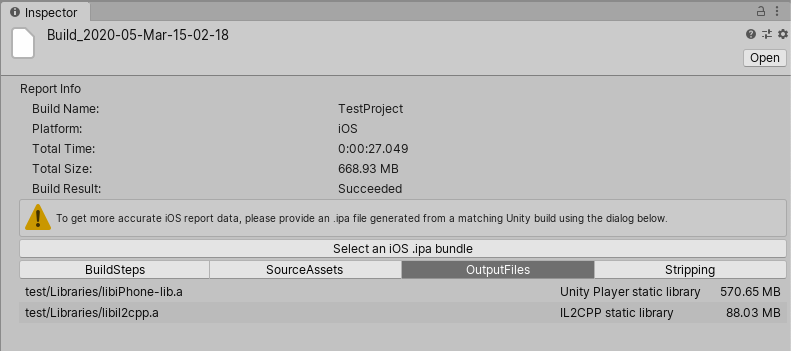 Inspector
Build_2020-05-Mar-15-02-18
Open
Report Info
Build Name: TestProject
Platform: iOS
Total Time: 0:00:27.049
Total Size: 668.93 MB
Build Result: Succeeded
To get more accurate iOS report data, please provide an .ipa file generated from a matching Unity build using the dialog below.
Select an iOS .ipa bundle
BuildSteps SourceAssets OutputFiles Stripping
test/Libraries/libiPhone-lib.a Unity Player static library 570.65 MB
test/Libraries/libil2cpp.a IL2CPP static library 88.03 MB